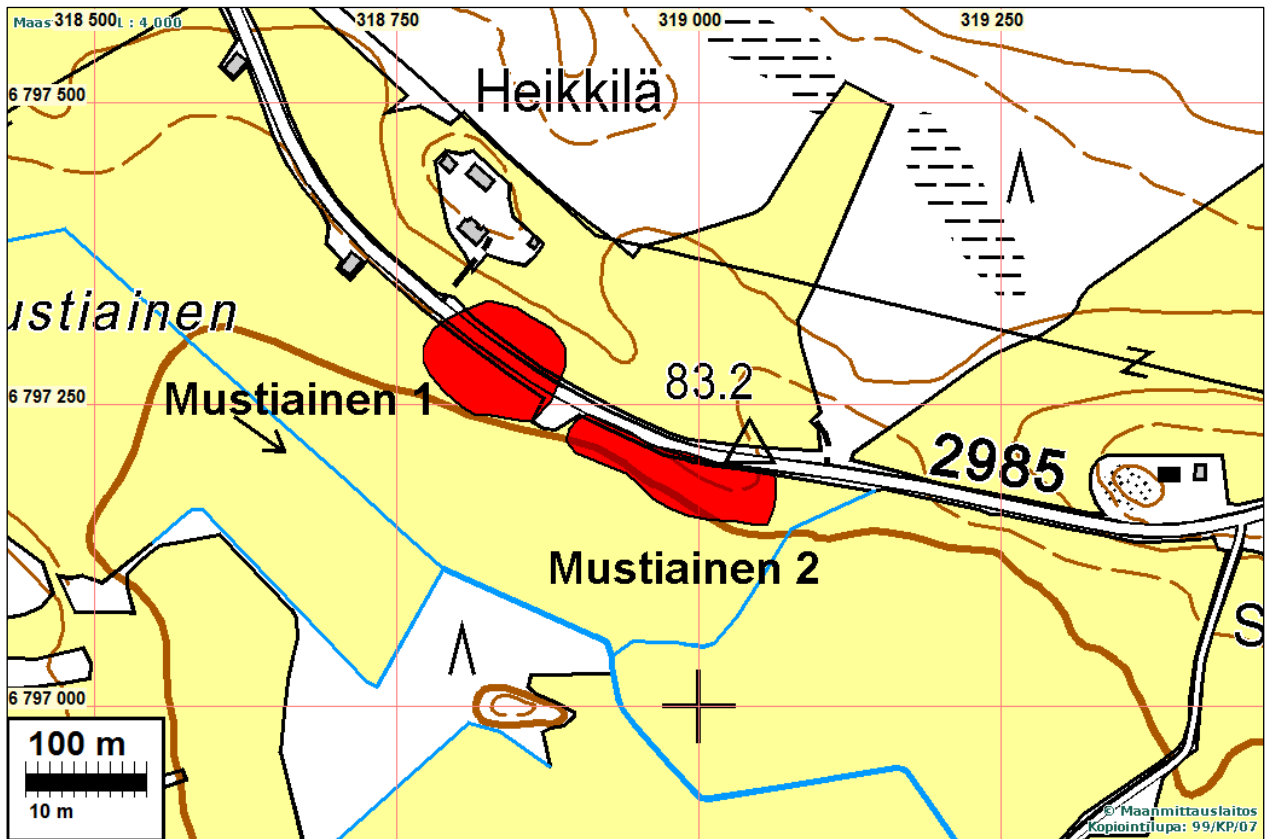 318 500
318 750
319 000
319 250
L : 4 000
6 797 500
Heikkilä
ustiainen
83.2
Mustiainen 1
6 797 250
2985
Mustiainen 2
S
6 797 000
100 m
10 m
© Maanmittauslaitos
Kopiointilupa: 99/KP/07